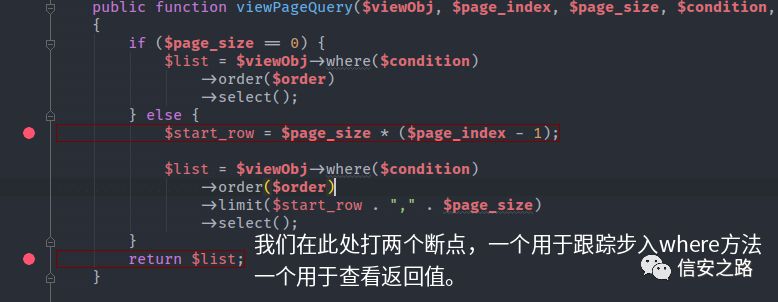 public function viewPageQuery($viewObj, $page_index, $page_size, $condition,
{
if ($page_size == 0) {
$list = $viewObj->where($condition)
->order($order)
->select();
} else {
$start_row = $page_size * ($page_index - 1);
$list = $viewObj->where($condition)
->order($order)
->limit($start_row . "," . $page_size)
->select();
}
return $list;
}
我们在此处打两个断点，一个用于跟踪步入where方法
一个用于查看返回值。
信安之路